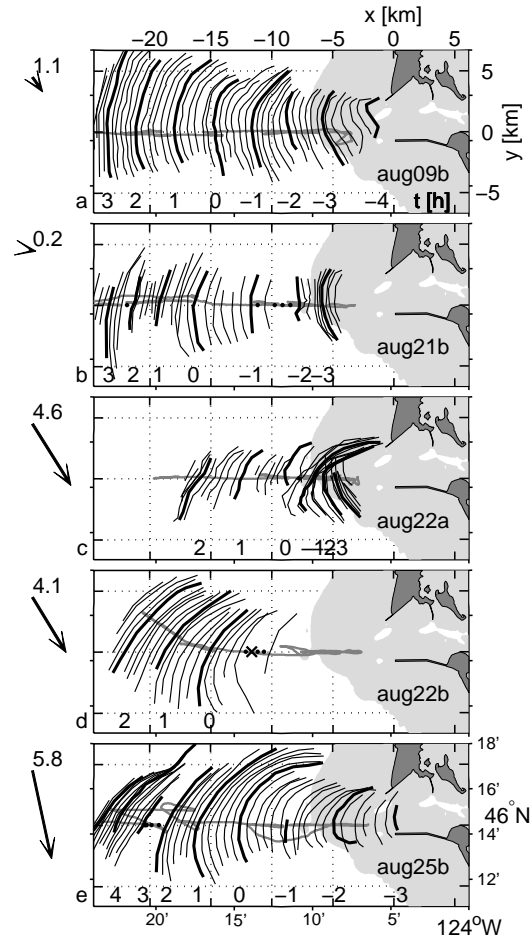 x [km]
−20 −15 −10 −5 0 5
1.1
5
0
y [km]
−5
aug09b
a 3 2 1 0 −1 −2 −3 −4 t [h]
0.2
aug21b
b 3 2 1 0 −1 −2 −3
4.6
aug22a
c 2 1 0 −1 −2 −3
4.1
aug22b
d 2 1 0
5.8
18'
16'
46°N
14'
12'
aug25b
e 4 3 2 1 0 −1 −2 −3
20' 15' 10' 5' 124°W